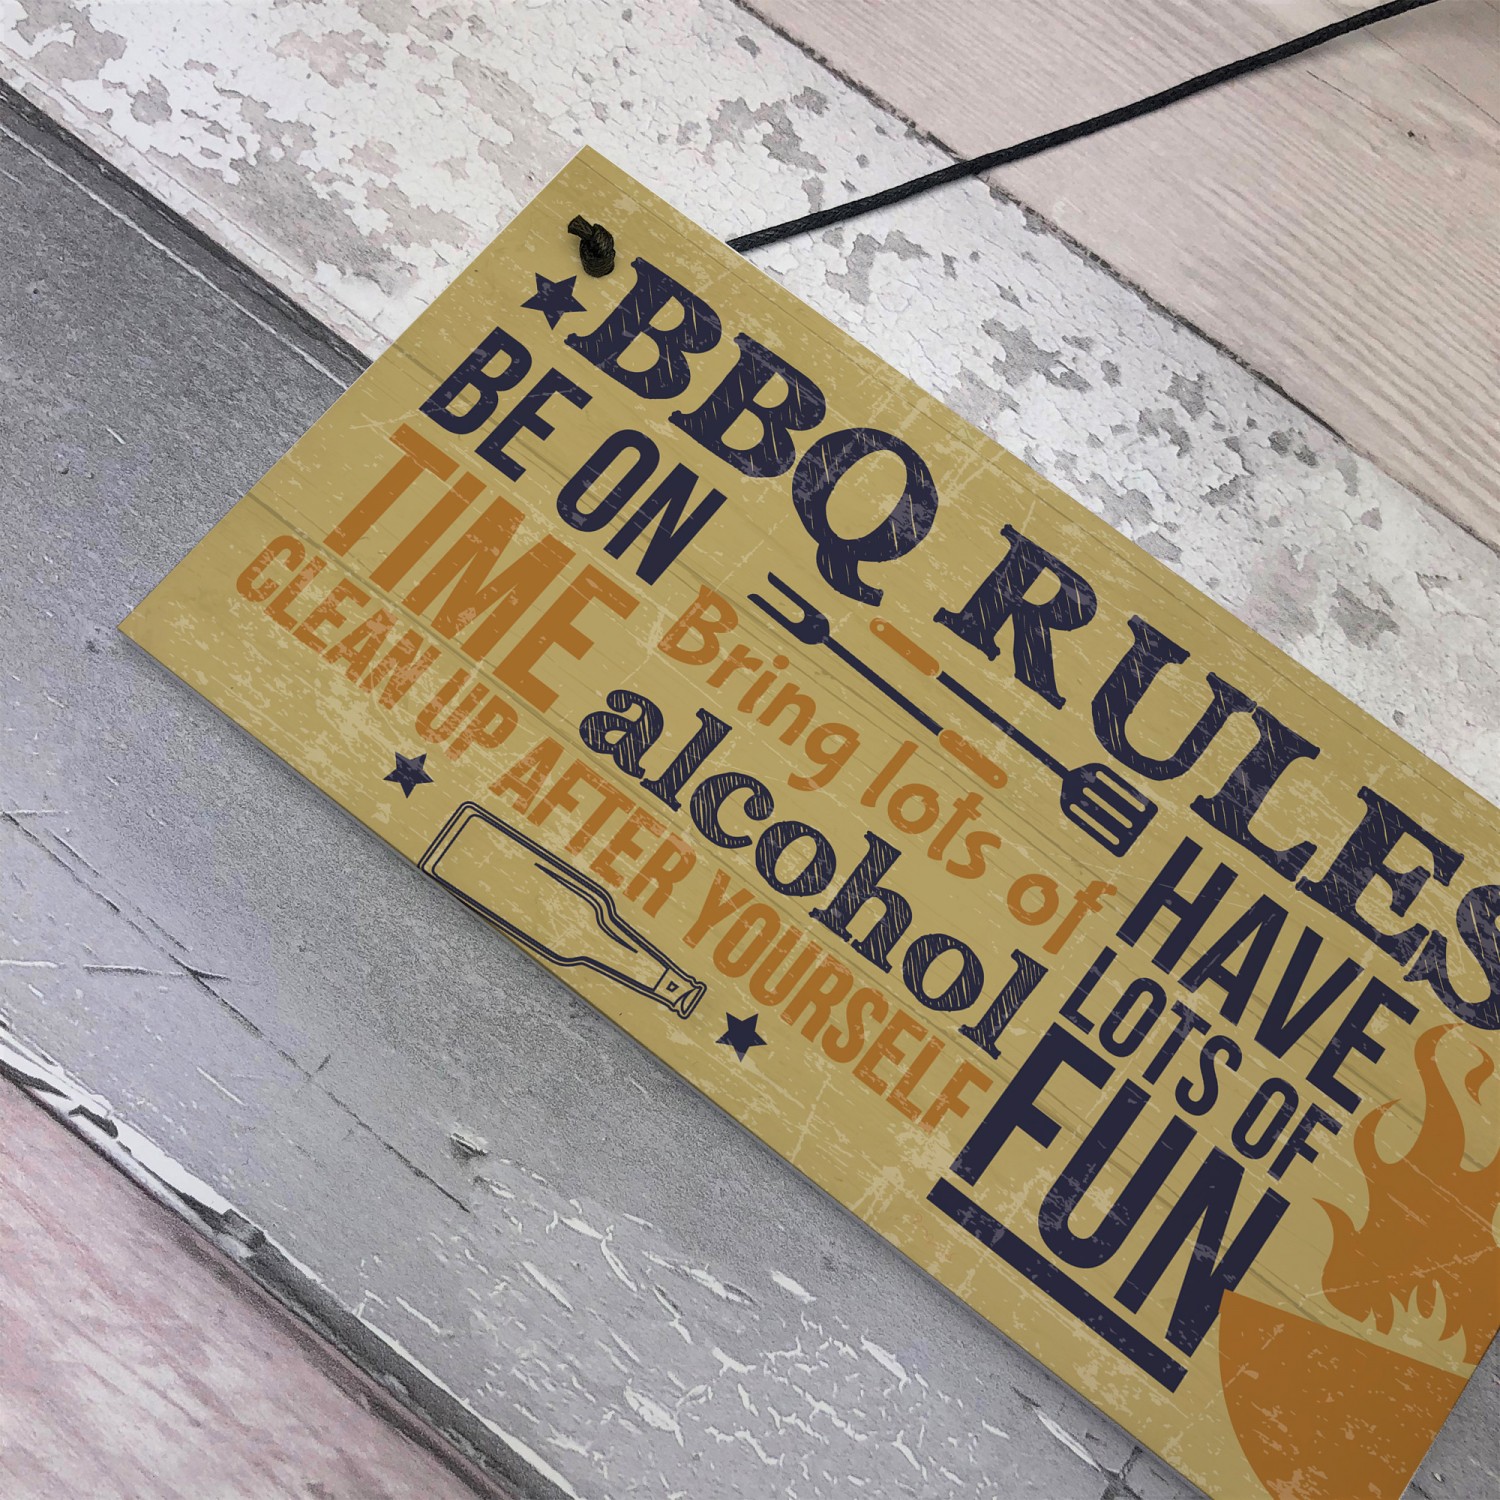 BBQ RULES
BE ON
TIME
Bring lots of
alcohol
CLEAN UP AFTER YOURSELF
HAVE
LOTS OF
FUN